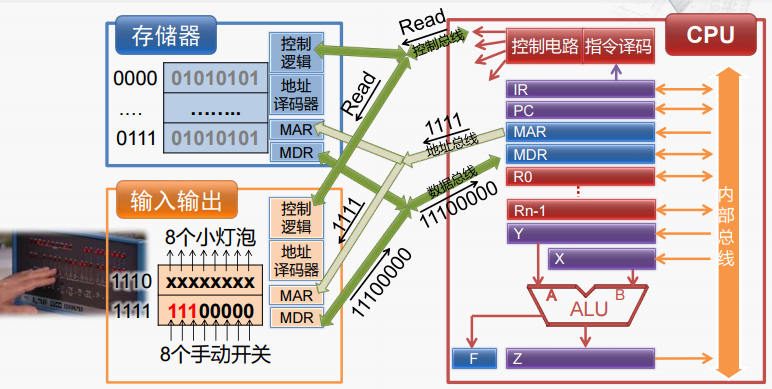 存储器
控制
逻辑
0000 01010101
地址
译码器
.... ........
0111 01010101
MAR
MDR
输入输出
8个小灯泡
控制
逻辑
地址
译码器
1110 xxxxxxxx
1111 11100000
MAR
MDR
8个手动开关
Read
控制总线
Read
1111
地址总线
1111
数据总线
11100000
11100000
CPU
控制电路 指令译码
IR
PC
MAR
MDR
R0
Rn-1
Y
X
A B
ALU
F
Z
内部总线